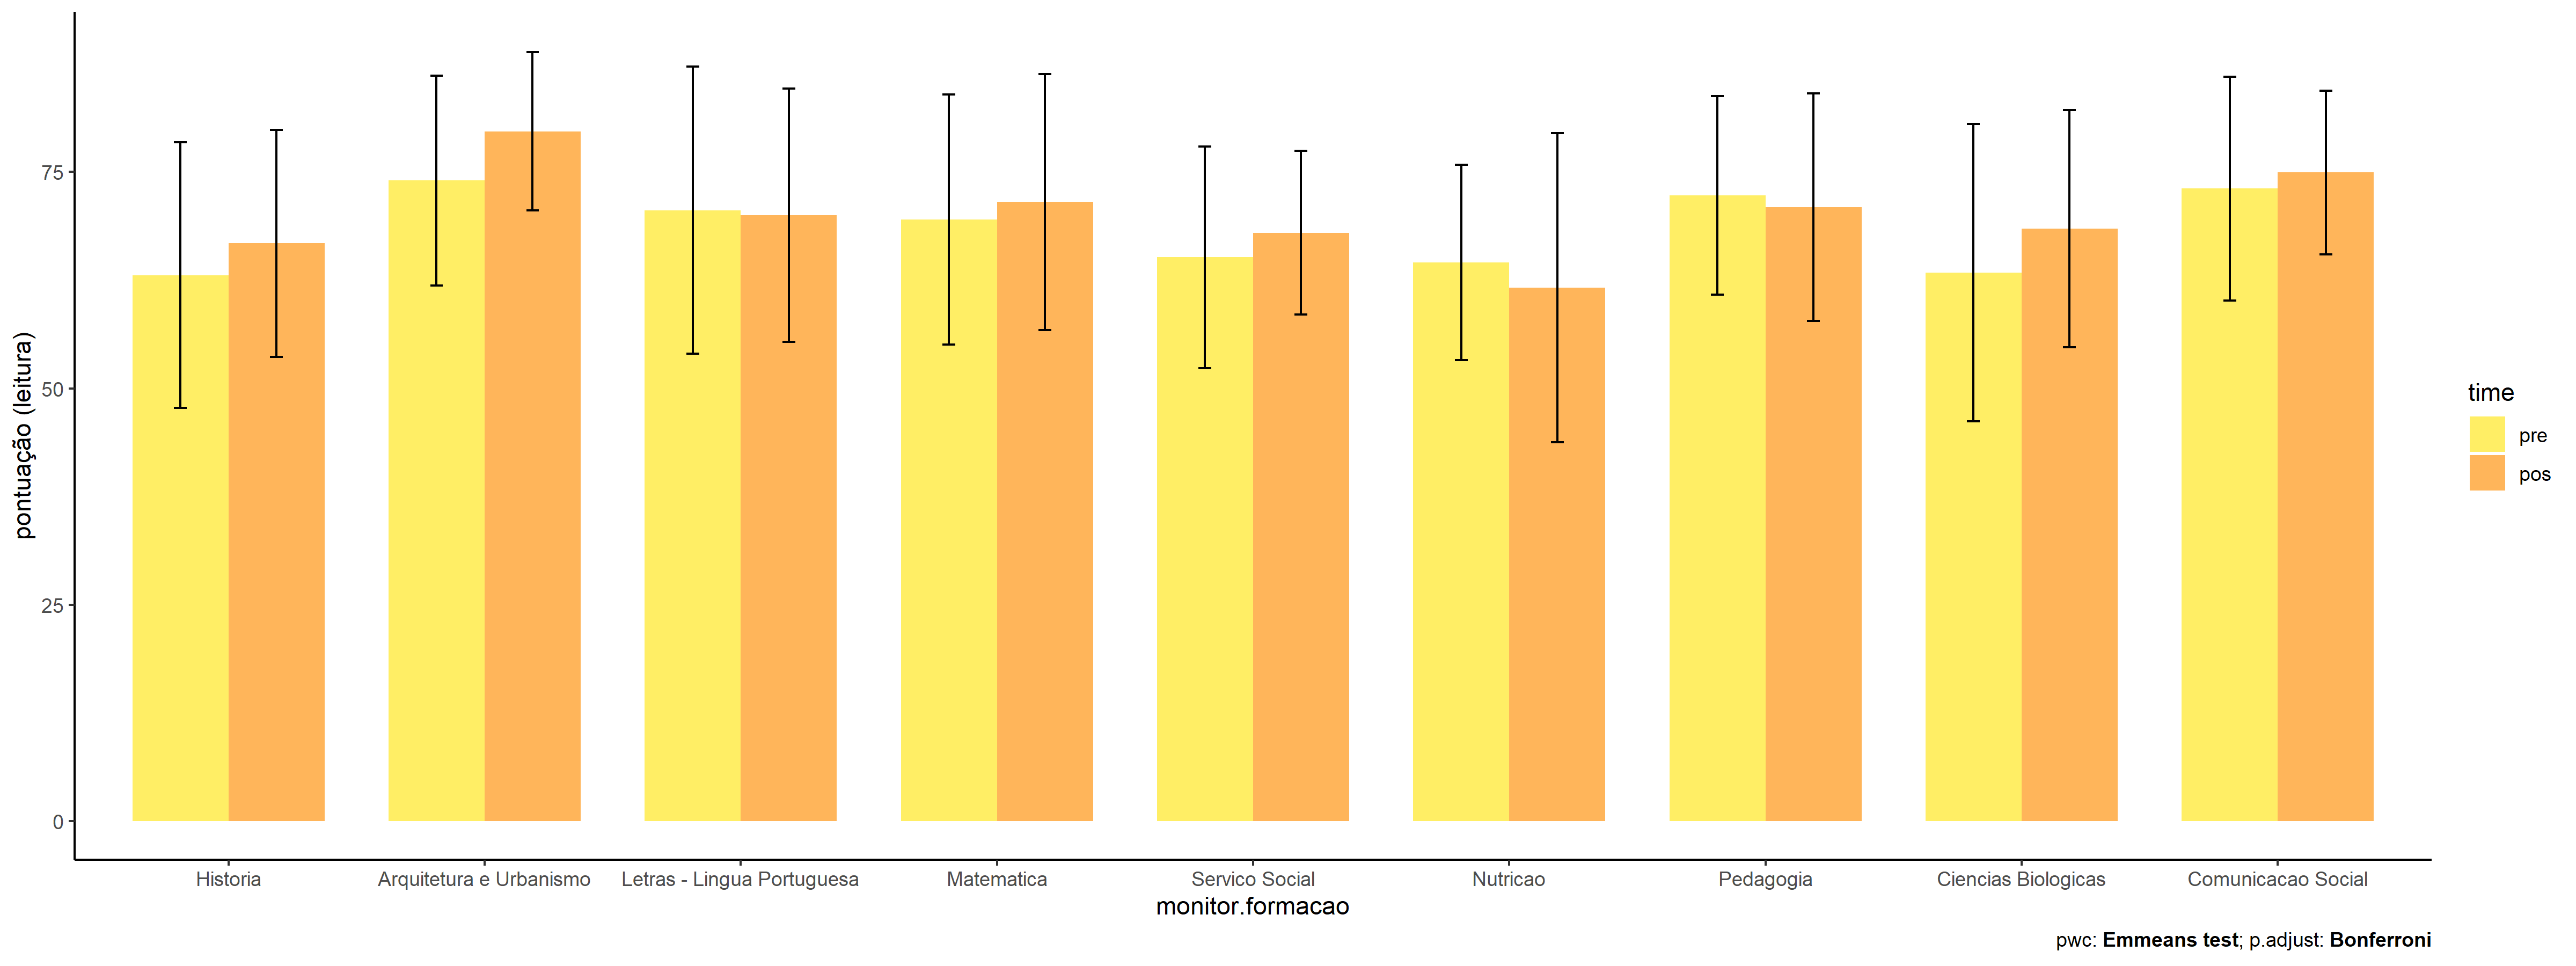 pontuação (leitura)
75
50
25
0
Historia
Arquitetura e Urbanismo
Letras - Lingua Portuguesa
Matematica
Servico Social
Nutricao
Pedagogia
Ciencias Biologicas
Comunicacao Social
monitor.formacao
time
pre
pos
pwc: Emmeans test; p.adjust: Bonferroni